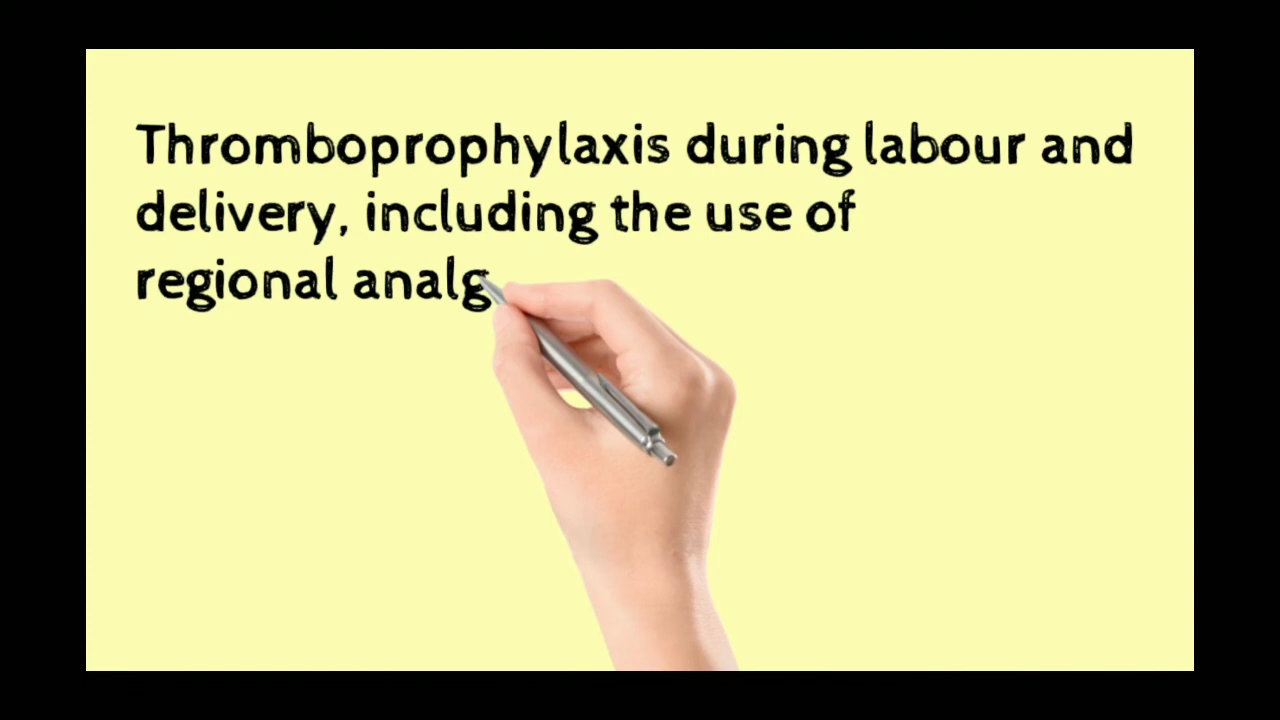 Thromboprophylaxis during labour and
delivery, including the use of
regional analg